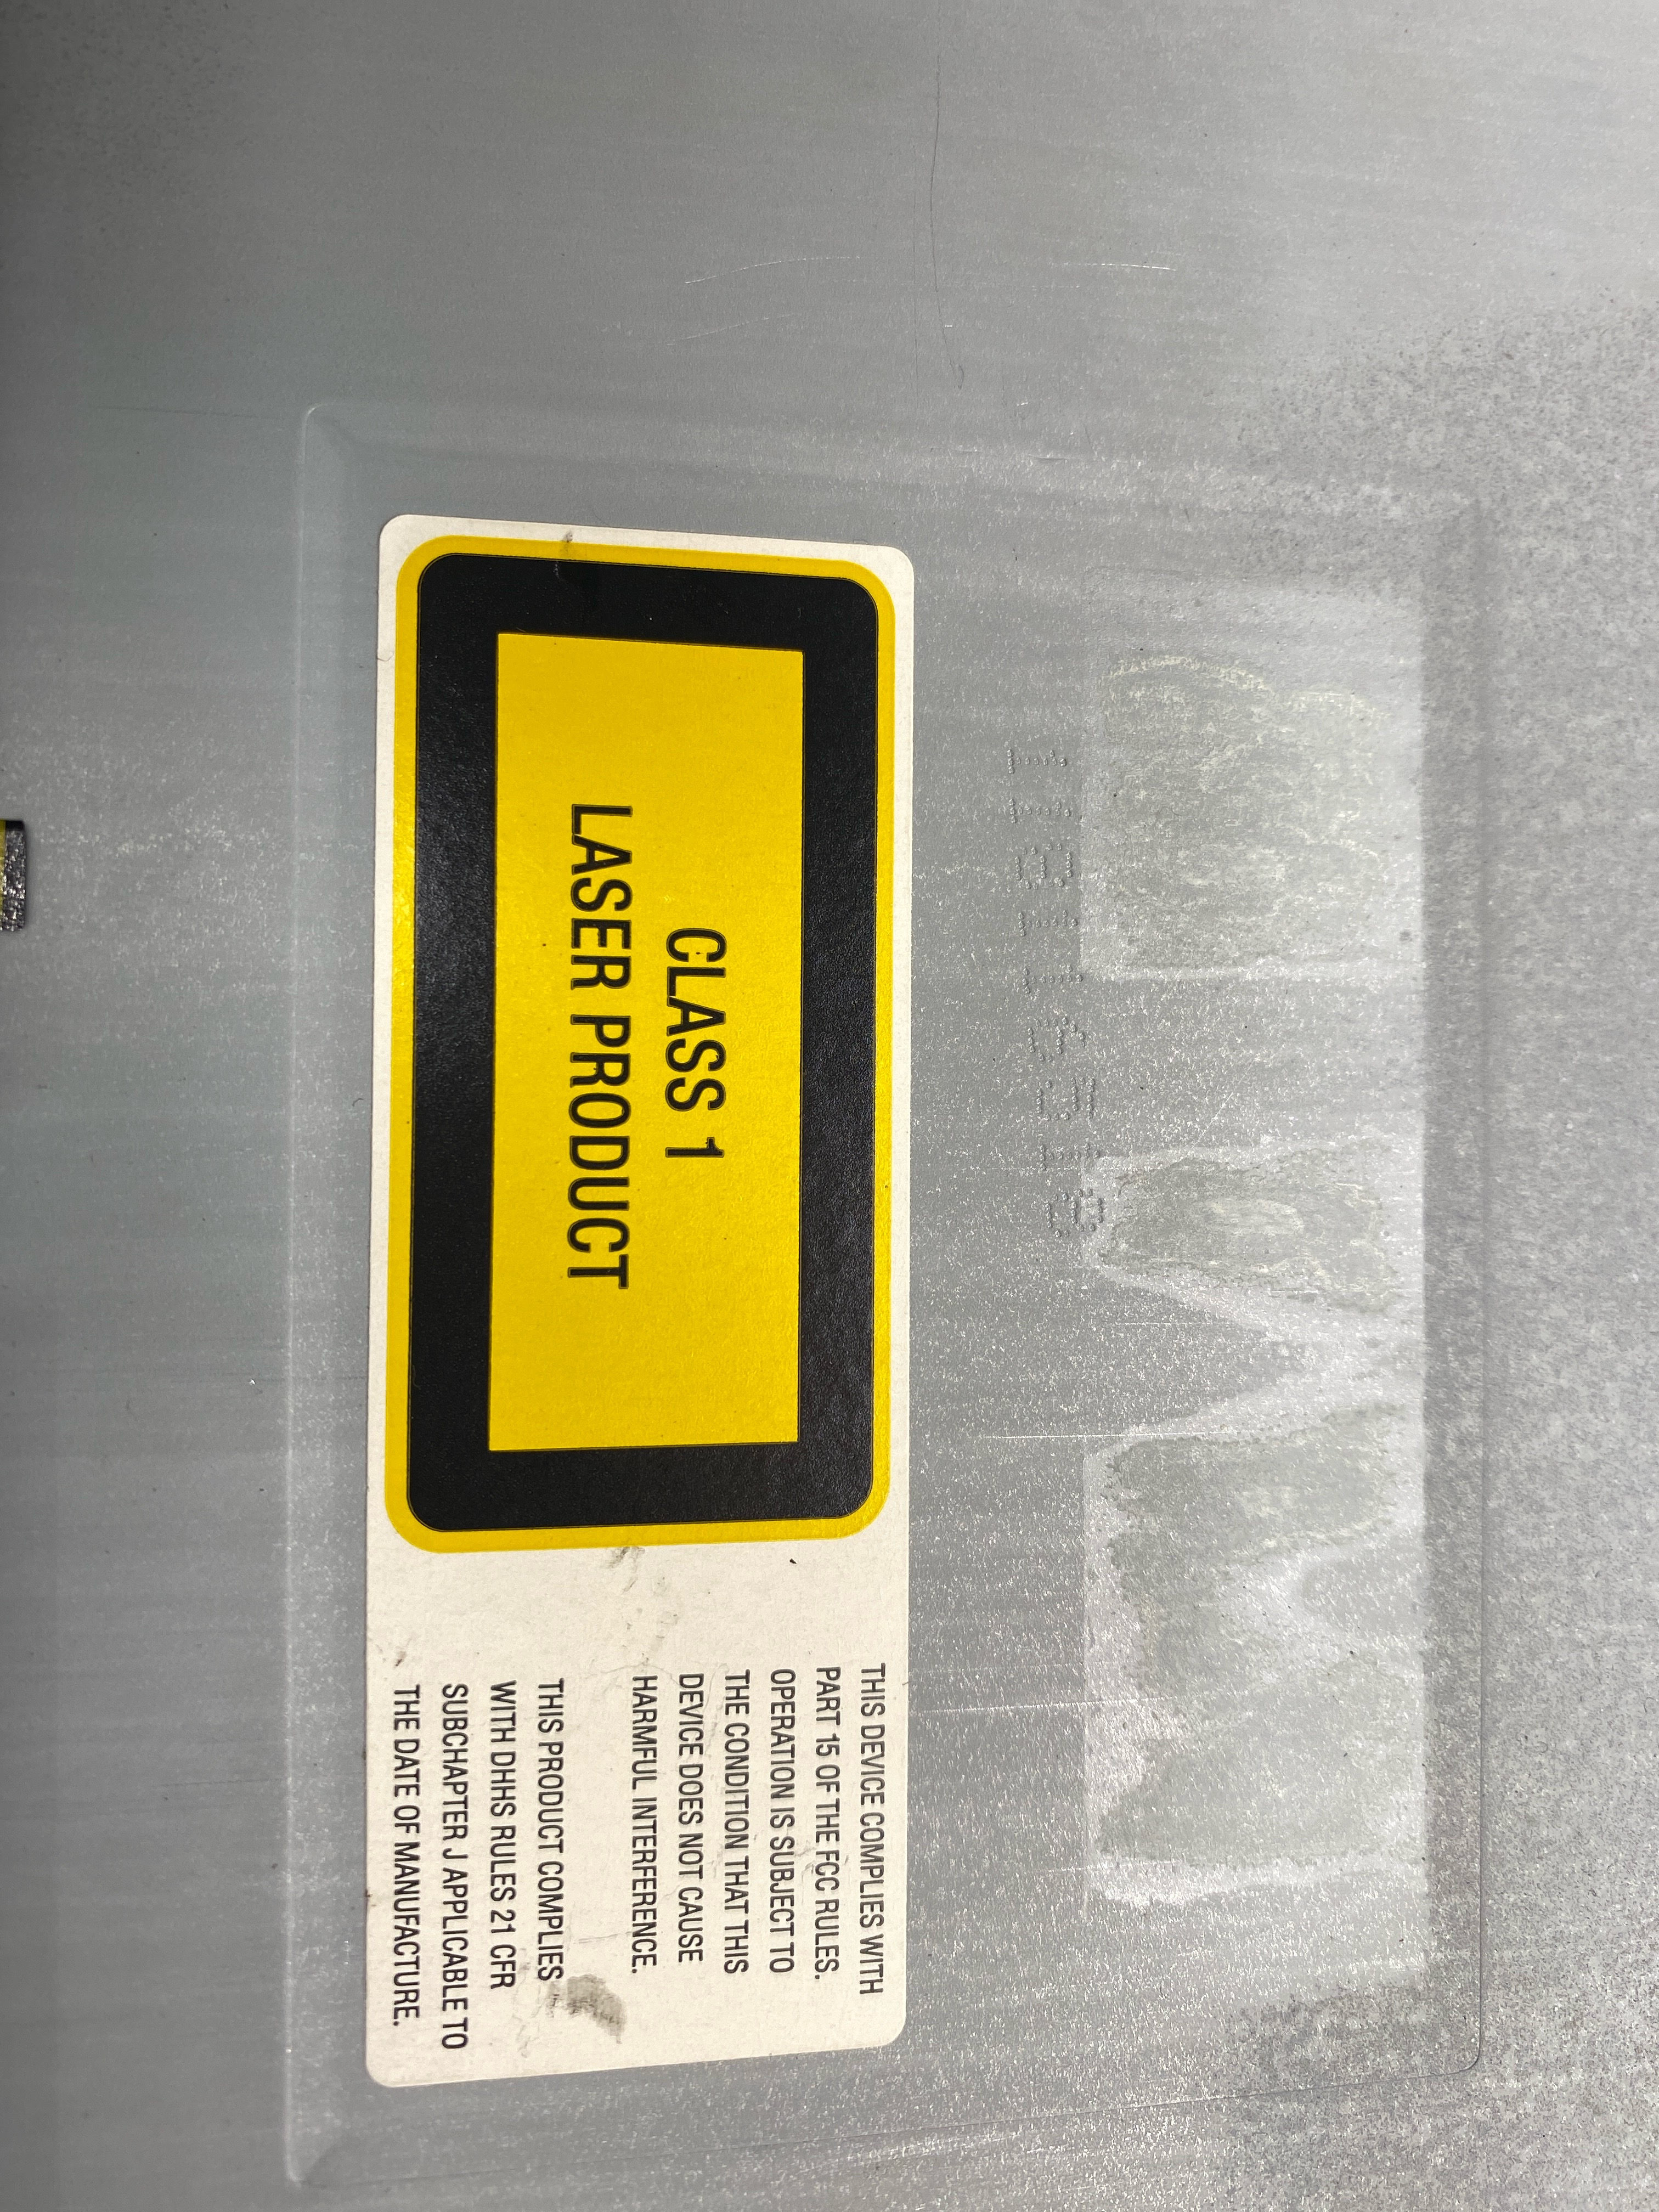 CLASS 1
LASER PRODUCT
THIS DEVICE COMPLIES WITH
PART 15 OF THE FCC RULES.
OPERATION IS SUBJECT TO
THE CONDITION THAT THIS
DEVICE DOES NOT CAUSE
HARMFUL INTERFERENCE.
THIS PRODUCT COMPLIES
WITH DHHS RULES 21 CFR
SUBCHAPTER J APPLICABLE TO
THE DATE OF MANUFACTURE.